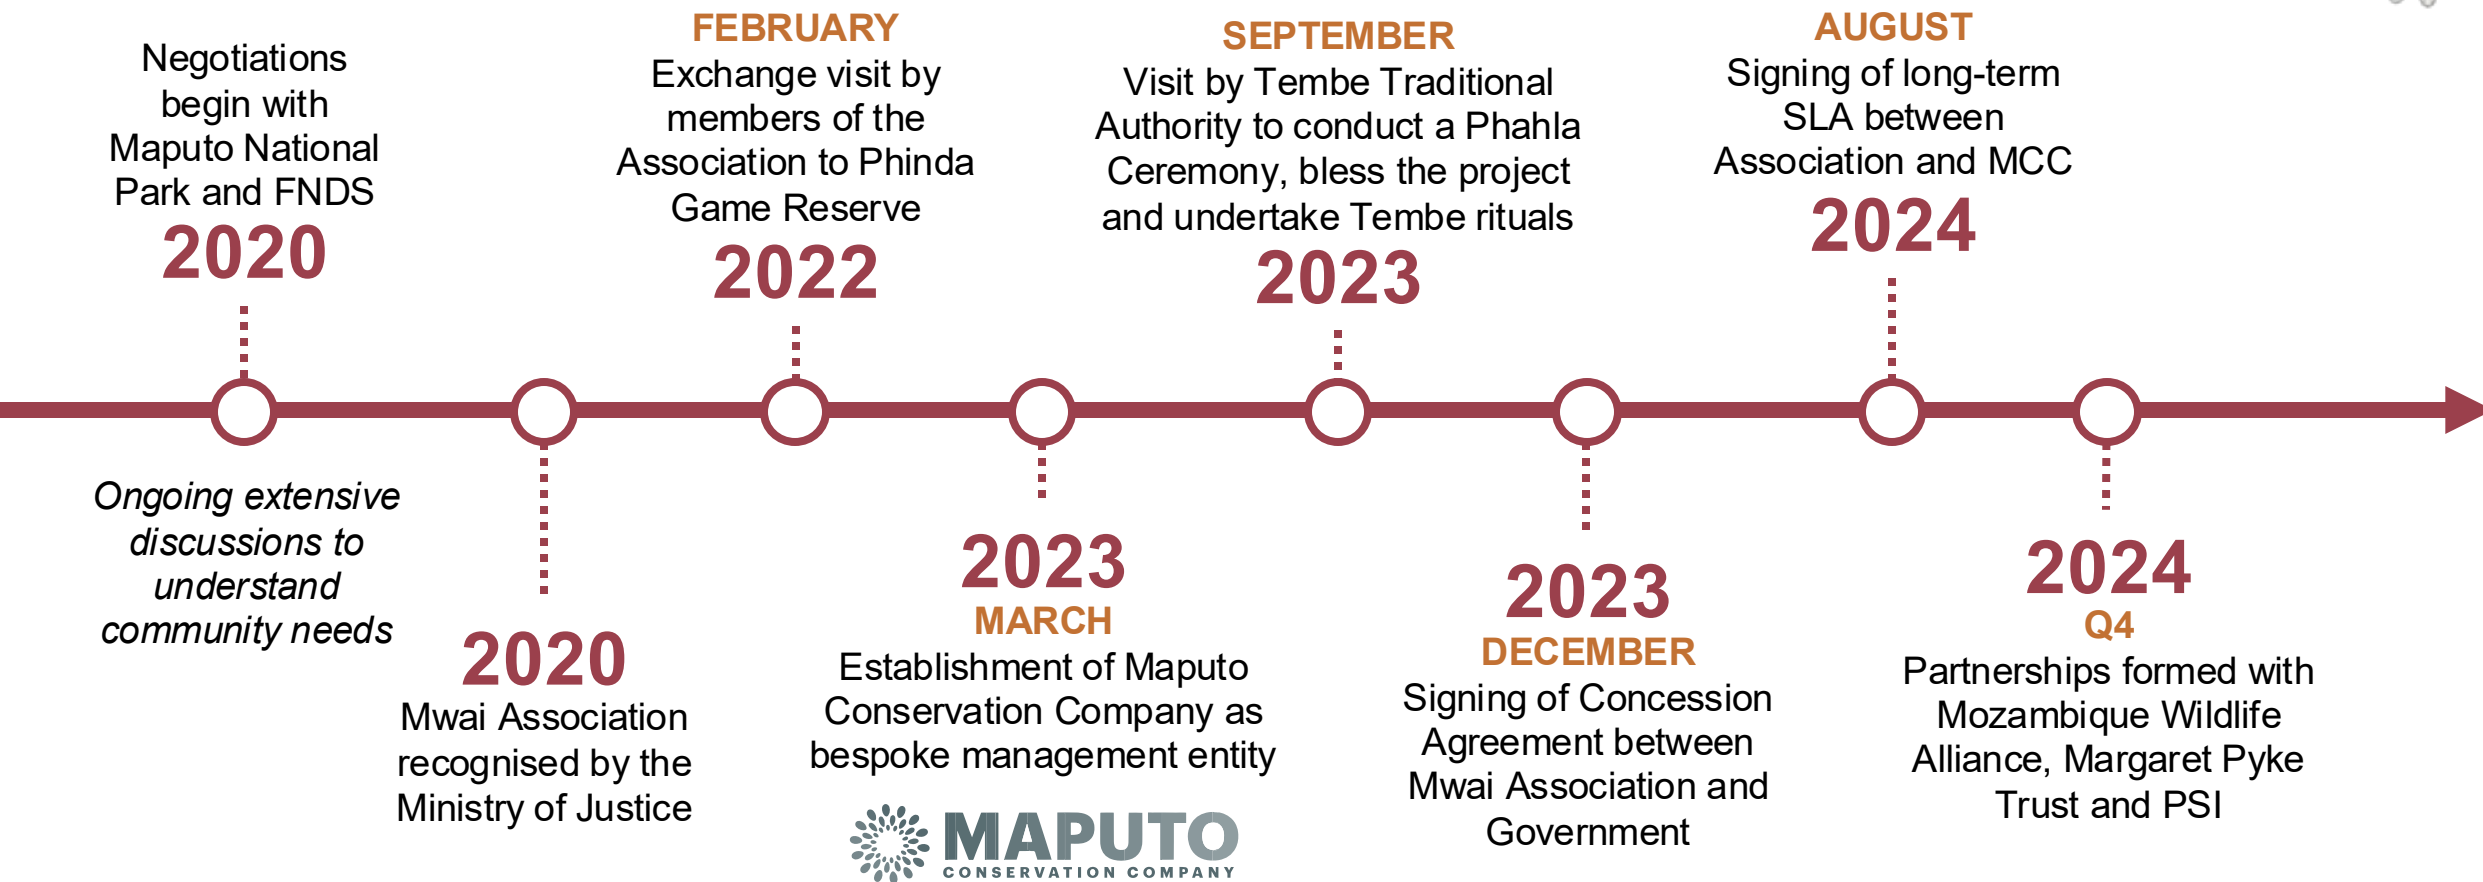 Negotiations
begin with
Maputo National
Park and FNDS
2020
Ongoing extensive
discussions to
understand
community needs
2020
Mwai Association
recognised by the
Ministry of Justice
FEBRUARY
Exchange visit by
members of the
Association to Phinda
Game Reserve
2022
2023
MARCH
Establishment of Maputo
Conservation Company as
bespoke management entity
MAPUTO
CONSERVATION COMPANY
SEPTEMBER
Visit by Tembe Traditional
Authority to conduct a Phahla
Ceremony, bless the project
and undertake Tembe rituals
2023
2023
DECEMBER
Signing of Concession
Agreement between
Mwai Association and
Government
AUGUST
Signing of long-term
SLA between
Association and MCC
2024
2024
Q4
Partnerships formed with
Mozambique Wildlife
Alliance, Margaret Pyke
Trust and PSI